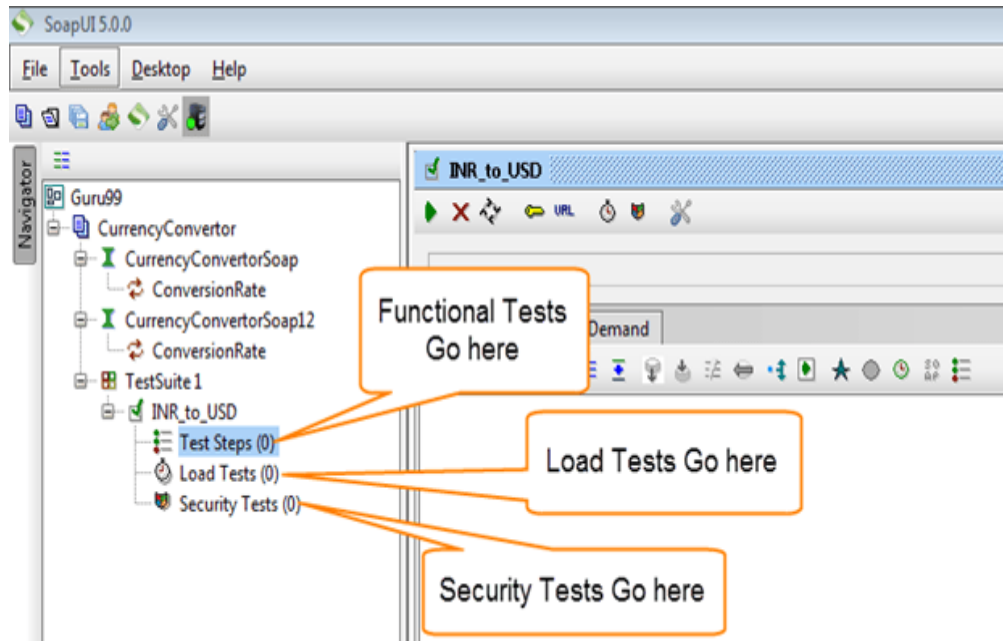 SoapUI 5.0.0
File Tools Desktop Help
Navigator
Guru99
CurrencyConvertor
CurrencyConvertorSoap
ConversionRate
CurrencyConvertorSoap12
ConversionRate
TestSuite 1
INR_to_USD
Test Steps (0)
Load Tests (0)
Security Tests (0)
INR_to_USD
URL
Demand
SO
AP
Functional Tests
Go here
Load Tests Go here
Security Tests Go here